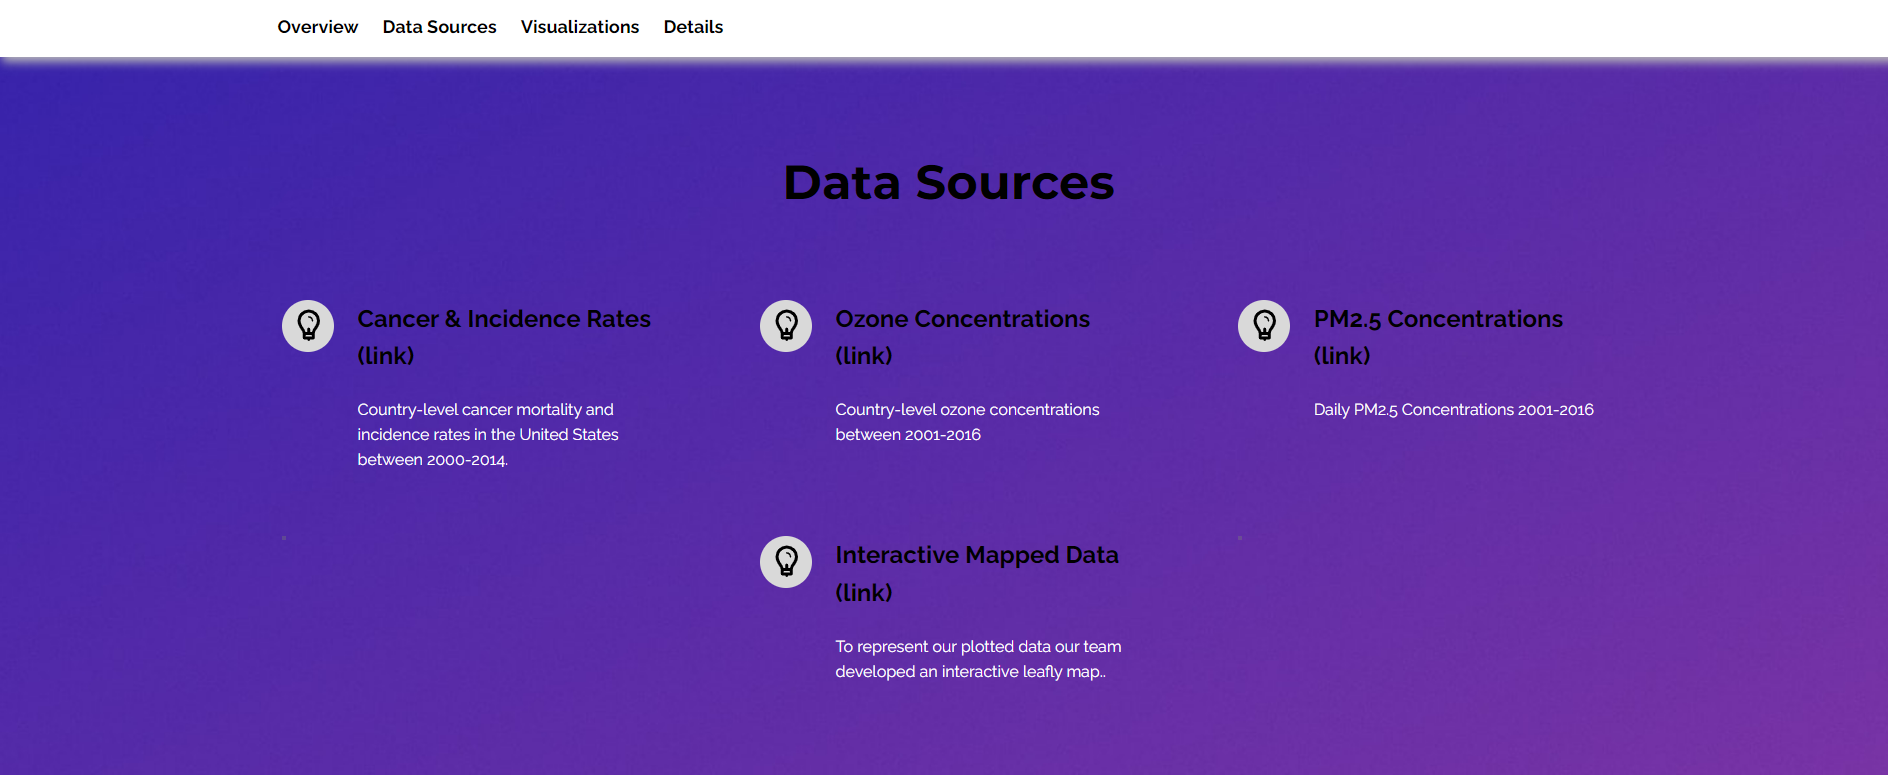 Overview Data Sources Visualizations Details
Data Sources
Cancer & Incidence Rates
(link)
Country-level cancer mortality and
incidence rates in the United States
between 2000-2014.
Ozone Concentrations
(link)
Country-level ozone concentrations
between 2001-2016
PM2.5 Concentrations
(link)
Daily PM2.5 Concentrations 2001-2016
Interactive Mapped Data
(link)
To represent our plotted data our team
developed an interactive leafly map..